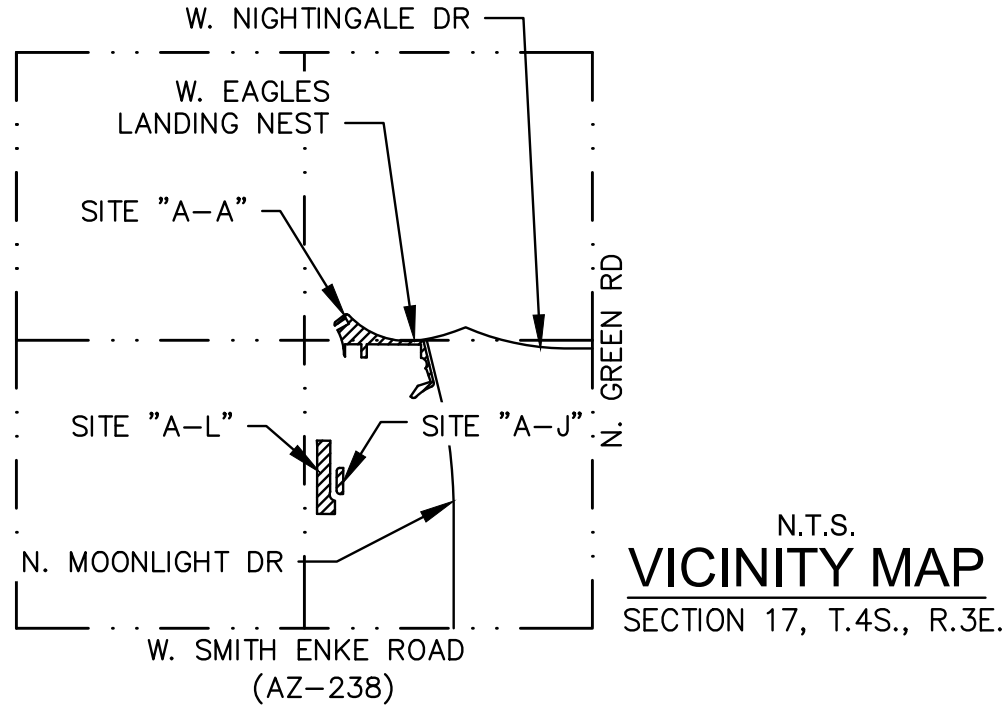 W. NIGHTINGALE DR
W. EAGLES
LANDING NEST
SITE "A-A"
N. GREEN RD
SITE "A-L"
SITE "A-J"
N. MOONLIGHT DR
N.T.S.
VICINITY MAP
SECTION 17, T.4S., R.3E.
W. SMITH ENKE ROAD
(AZ-238)